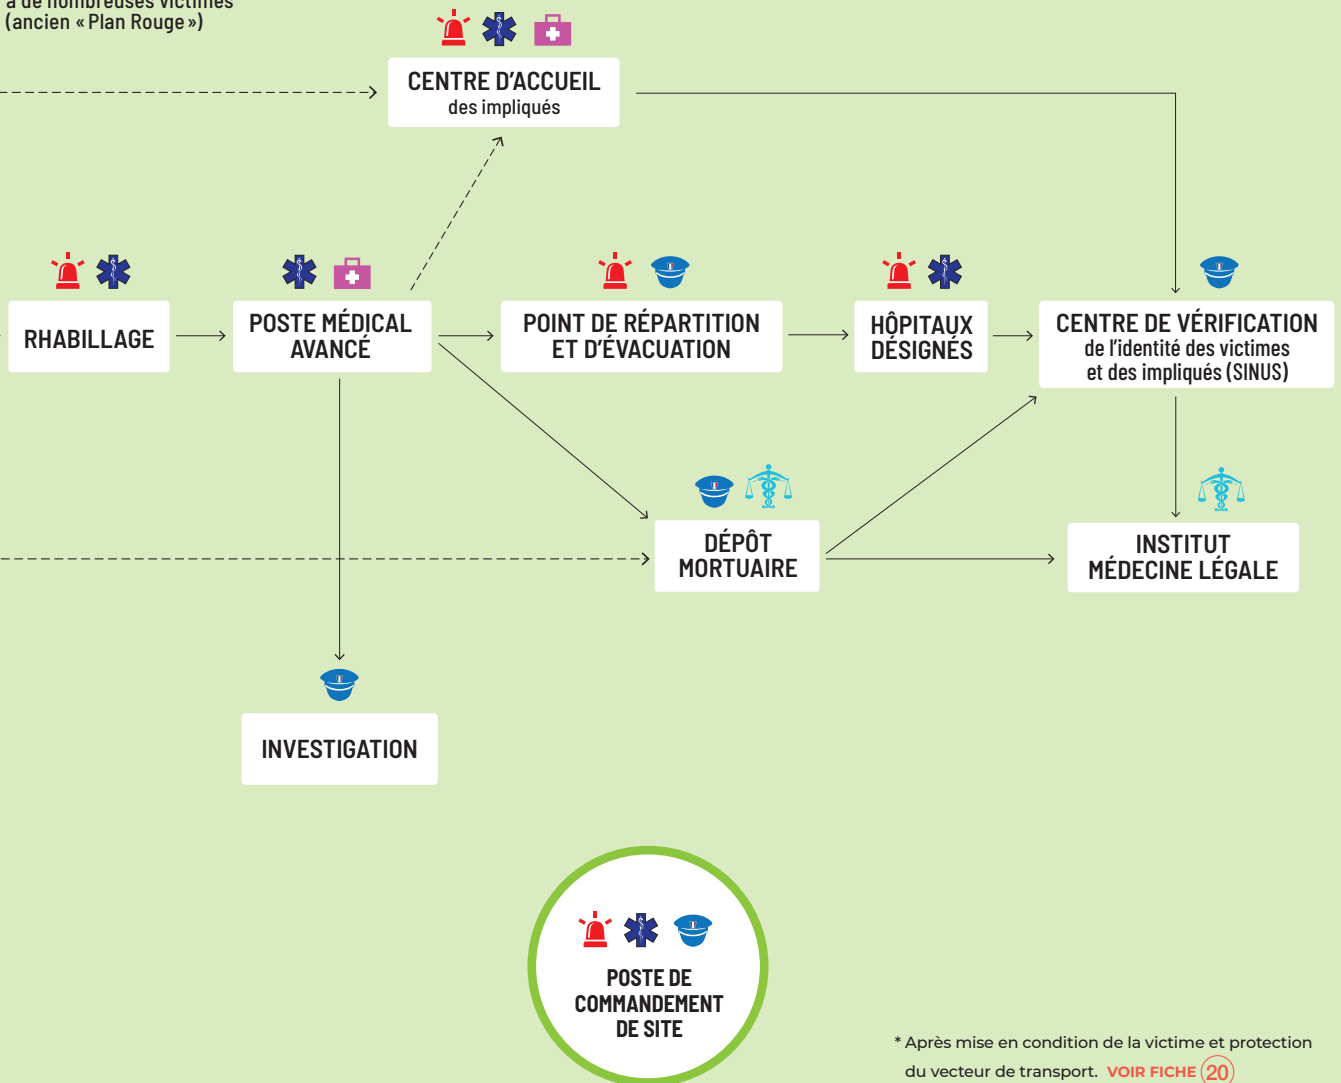 à de nombreuses victimes
(ancien « Plan Rouge »)
CENTRE D'ACCUEIL
des impliqués
RHABILLAGE
POSTE MÉDICAL
AVANCÉ
POINT DE RÉPARTITION
ET D'ÉVACUATION
HÔPITAUX
DÉSIGNÉS
CENTRE DE VÉRIFICATION
de l'identité des victimes
et des impliqués (SINUS)
DÉPÔT
MORTUAIRE
INSTITUT
MÉDECINE LÉGALE
INVESTIGATION
POSTE DE
COMMANDEMENT
DE SITE
* Après mise en condition de la victime et protection
du vecteur de transport. VOIR FICHE 20